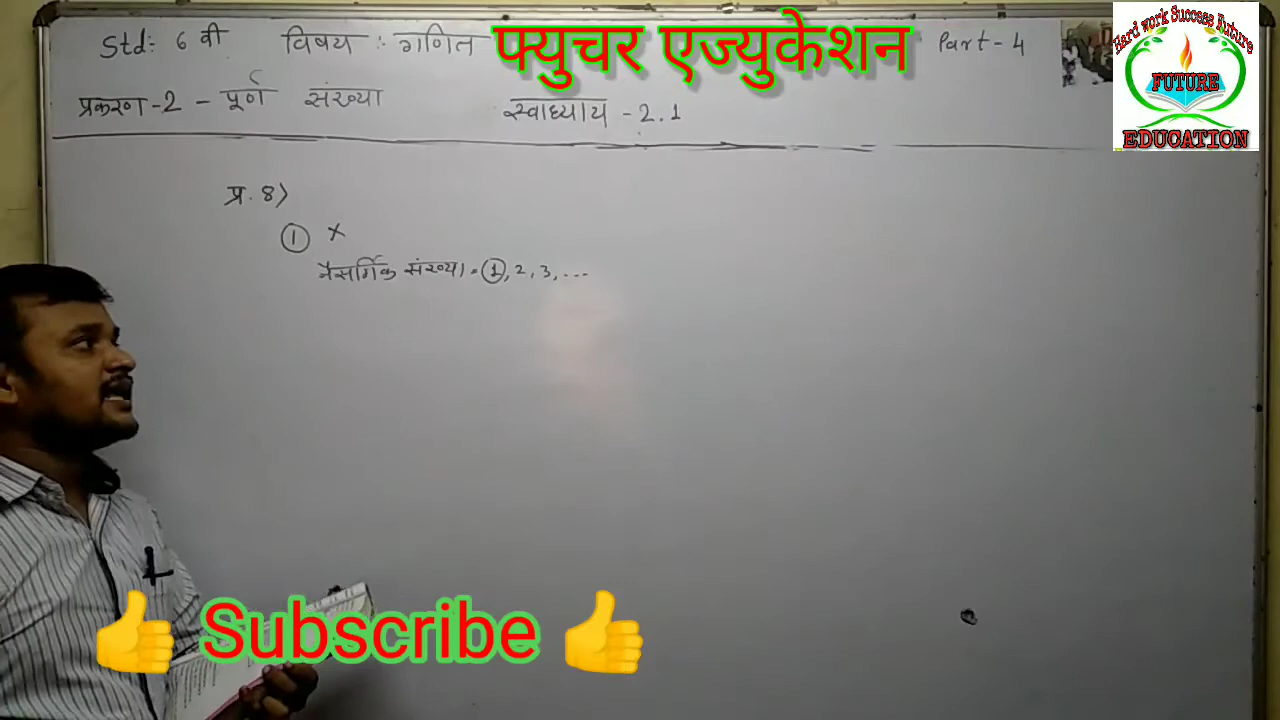 Std: 6 वी विषय :- गणित फ्युचर एज्युकेशन Part - 4
Hard work Success Future
FUTURE
EDUCATION
प्रकरण-2 - पूर्ण संख्या स्वाध्याय - 2.1
प्र. 8)
① ×
नैसर्गिक संख्या = ①, 2, 3, ...
👍 Subscribe 👍